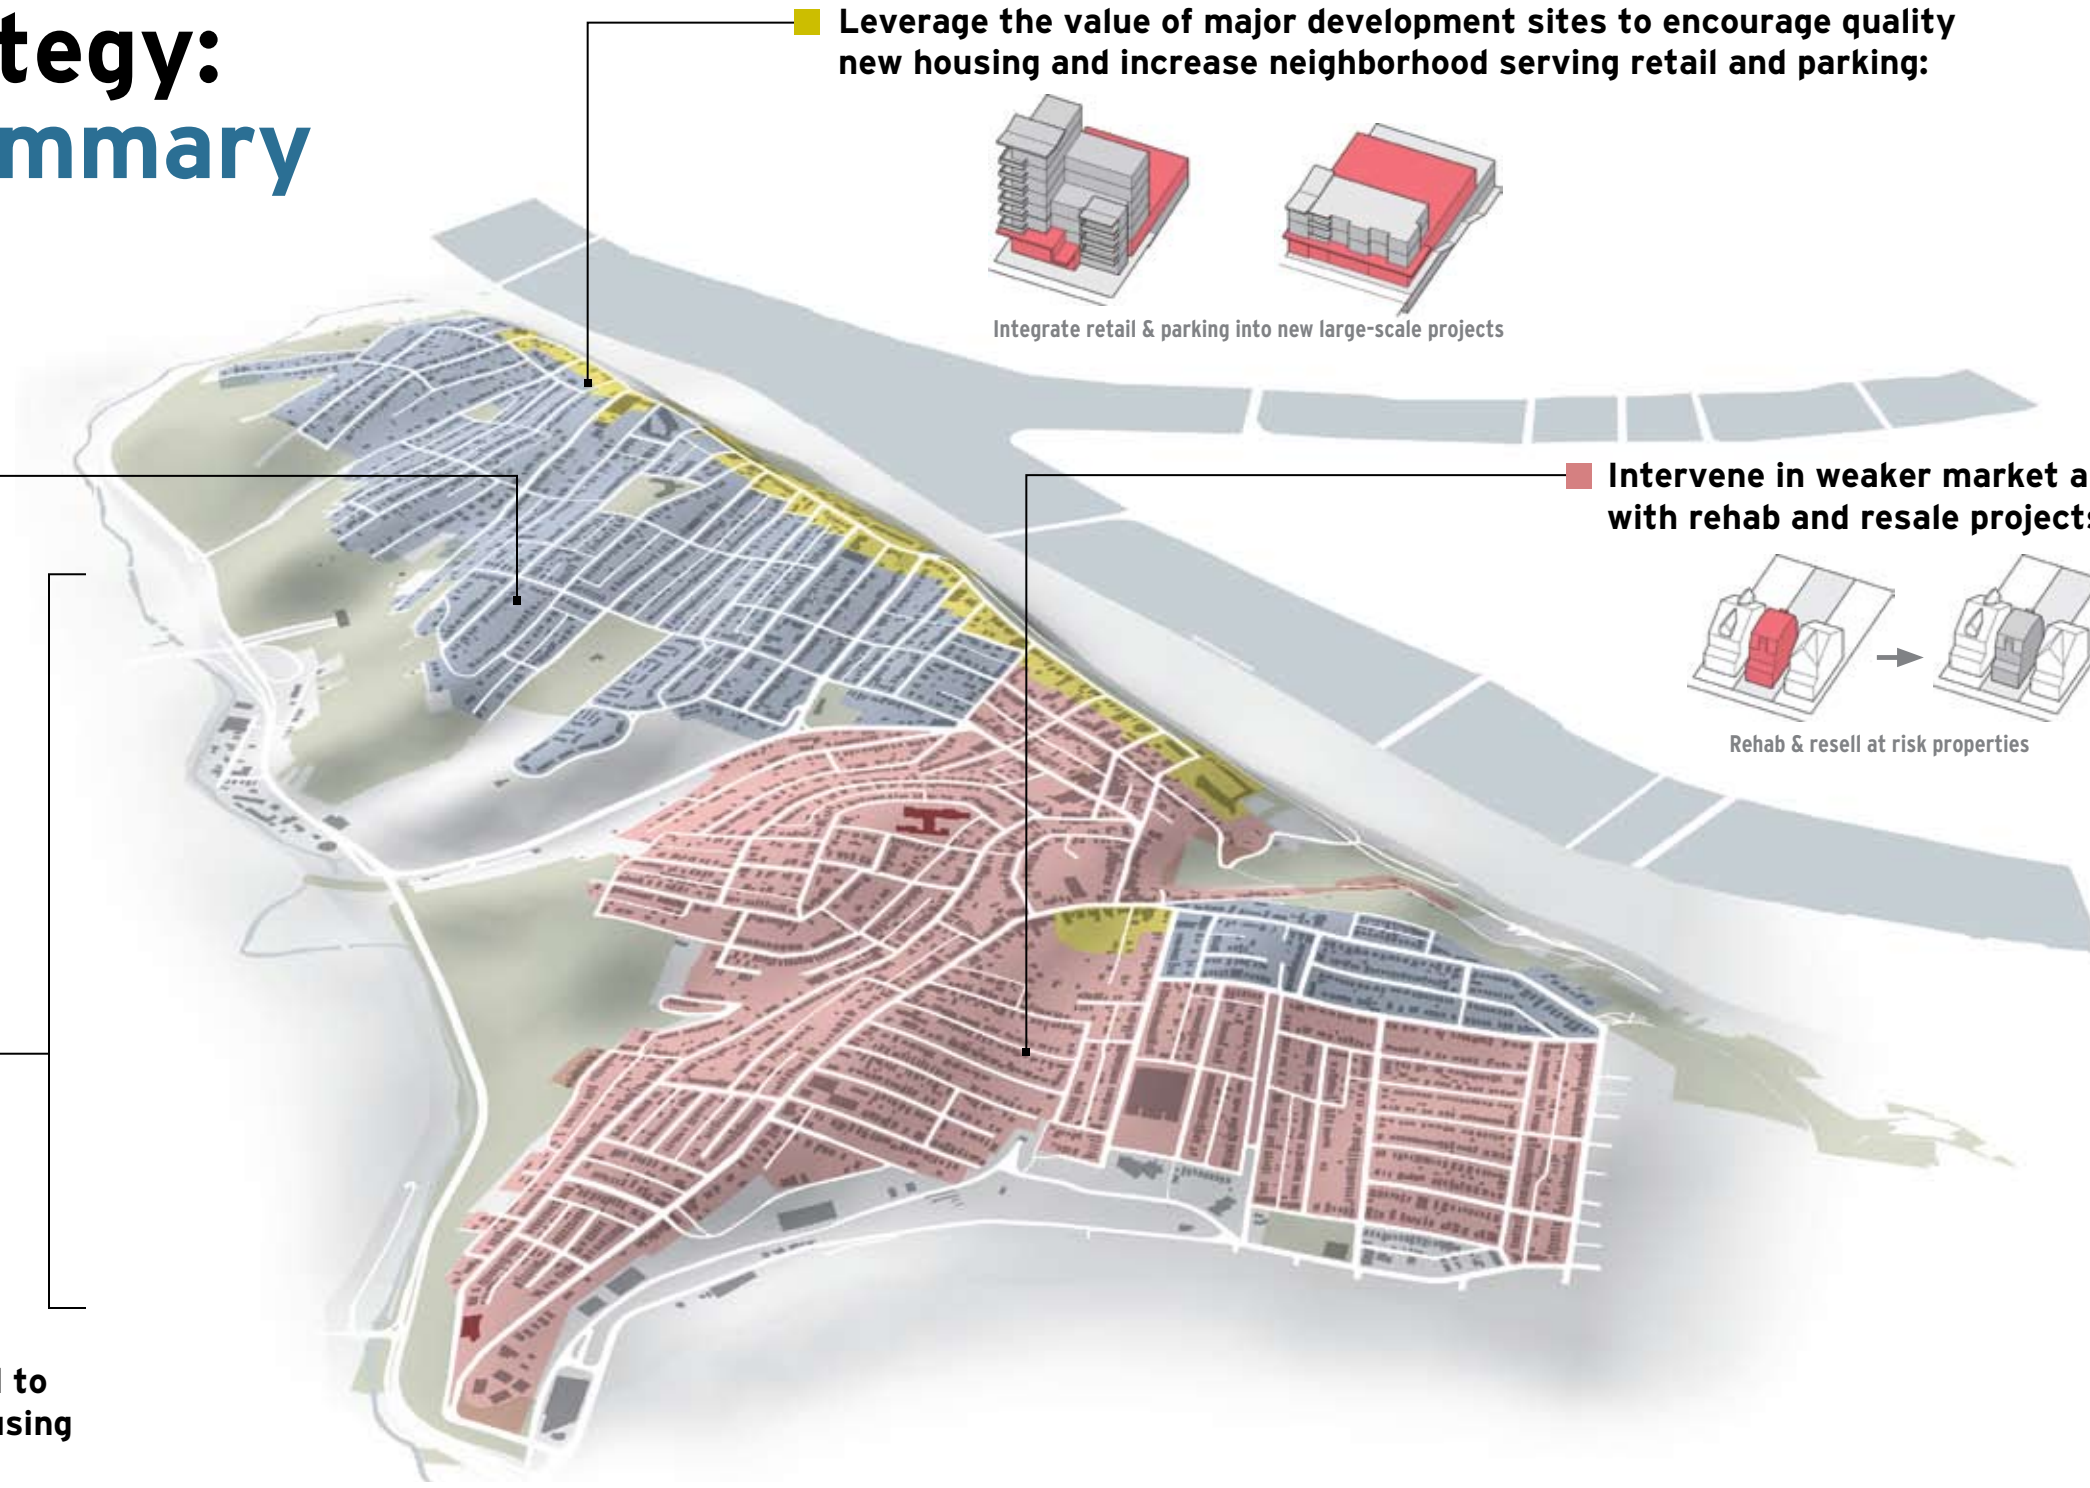 tegy:
mmary
Leverage the value of major development sites to encourage quality
new housing and increase neighborhood serving retail and parking:
Integrate retail & parking into new large-scale projects
Intervene in weaker market a
with rehab and resale projects
Rehab & resell at risk properties
to
using